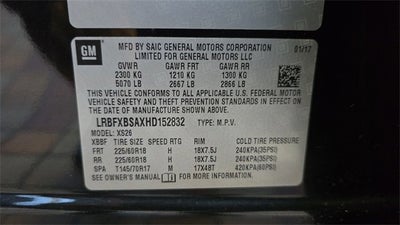 GM
MFD BY SAIC GENERAL MOTORS CORPORATION 01/17
LIMITED FOR GENERAL MOTORS LLC
GVWR GAWR FRT GAWR RR
2300 KG 1210 KG 1300 KG
5070 LB 2667 LB 2866 LB
THIS VEHICLE CONFORMS TO ALL APPLICABLE U.S. FEDERAL MOTOR
VEHICLE SAFETY, BUMPER, AND THEFT PREVENTION STANDARDS IN EFFECT ON THE
DATE OF MANUFACTURE SHOWN ABOVE.
LRBFXBSAXHD152832 TYPE: M.P.V.
MODEL: XS26
XBBF TIRE SIZE SPEED RTG RIM COLD TIRE PRESSURE
FRT 225/60R18 H 18X7.5J 240KPA(35PSI)
RR 225/60R18 H 18X7.5J 240KPA(35PSI)
SPA T145/70R17 M 17X4BT 420KPA(60PSI)
SEE OWNER'S MANUAL FOR MORE INFORMATION.